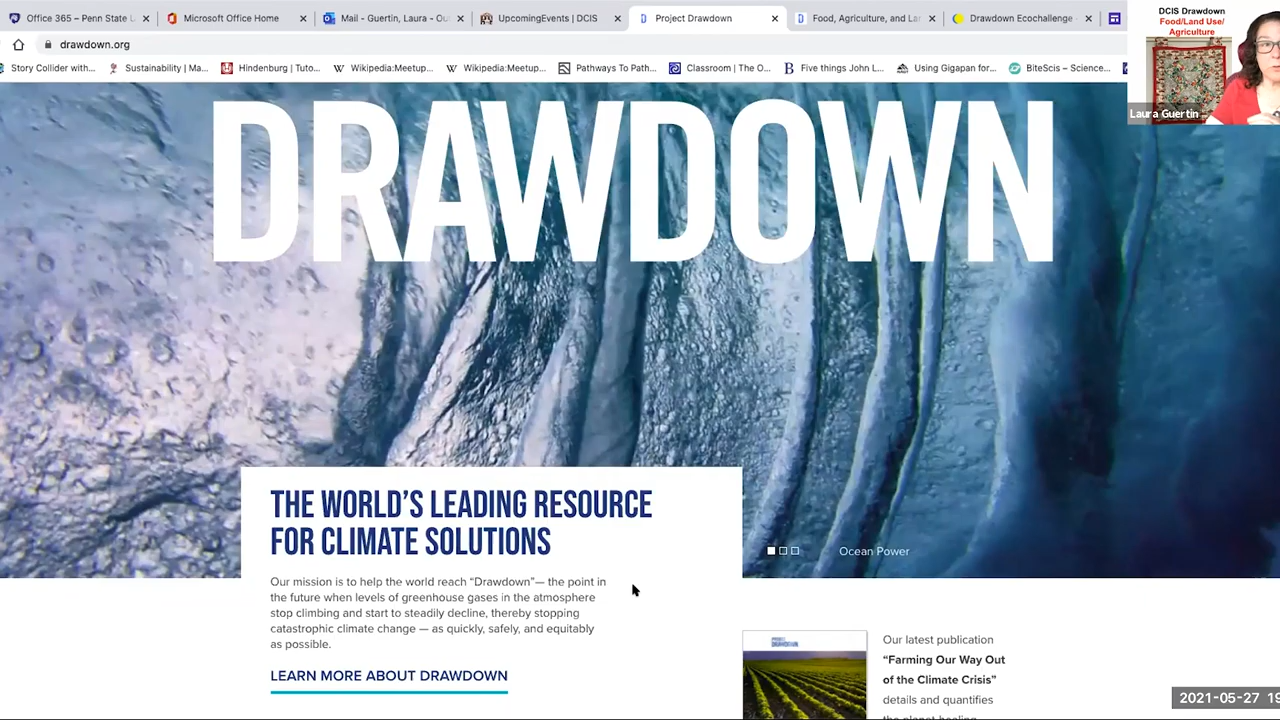 Office 365 – Penn State L
Microsoft Office Home
Mail - Guertin, Laura - Ou
UpcomingEvents | DCIS
Project Drawdown
Food, Agriculture, and Lan
Drawdown Ecochallenge
drawdown.org
Story Collider with...
Sustainability | Ma...
Hindenburg | Tuto...
Wikipedia:Meetup...
Wikipedia:Meetup...
Pathways To Path...
Classroom | The O...
Five things John L...
Using Gigapan for...
BiteScis – Science...
DCIS Drawdown
Food/Land Use/
Agriculture
Laura Guertin
DRAWDOWN
THE WORLD'S LEADING RESOURCE
FOR CLIMATE SOLUTIONS
Our mission is to help the world reach “Drawdown”— the point in
the future when levels of greenhouse gases in the atmosphere
stop climbing and start to steadily decline, thereby stopping
catastrophic climate change — as quickly, safely, and equitably
as possible.
LEARN MORE ABOUT DRAWDOWN
Ocean Power
Our latest publication
“Farming Our Way Out
of the Climate Crisis”
details and quantifies
the planet-healing
2021-05-27 19